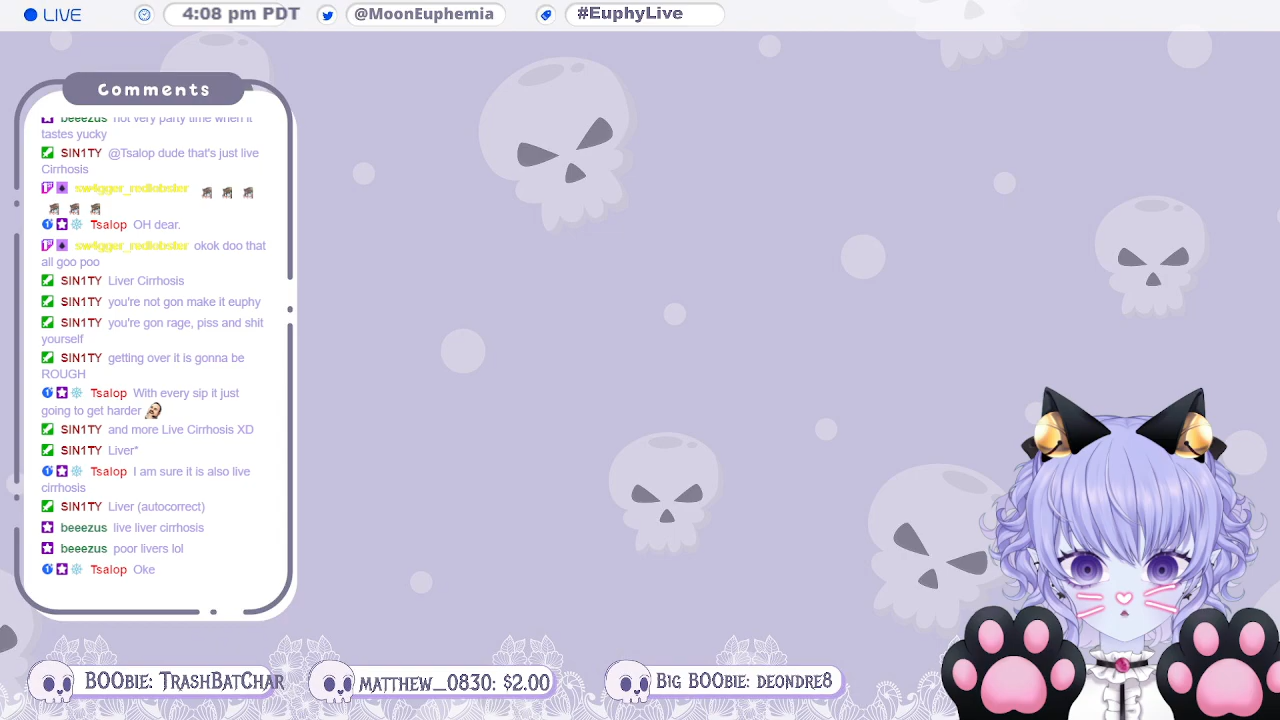 LIVE 4:08 pm PDT @MoonEuphemia #EuphyLive
Comments
beeezus not very party time when it
tastes yucky
SIN1TY @Tsalop dude that's just live
Cirrhosis
sw4gger_redlobster
Tsalop OH dear.
sw4gger_redlobster okok doo that
all goo poo
SIN1TY Liver Cirrhosis
SIN1TY you're not gon make it euphy
SIN1TY you're gon rage, piss and shit
yourself
SIN1TY getting over it is gonna be
ROUGH
Tsalop With every sip it just
going to get harder
SIN1TY and more Live Cirrhosis XD
SIN1TY Liver*
Tsalop I am sure it is also live
cirrhosis
SIN1TY Liver (autocorrect)
beeezus live liver cirrhosis
beeezus poor livers lol
Tsalop Oke
BOObie: TrashBatChar
matthew_0830: $2.00
Big BOObie: deondre8